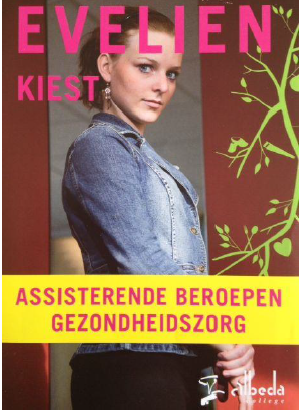 EVELIEN
KIEST
ASSISTERENDE BEROEPEN
GEZONDHEIDSZORG
albeda
college